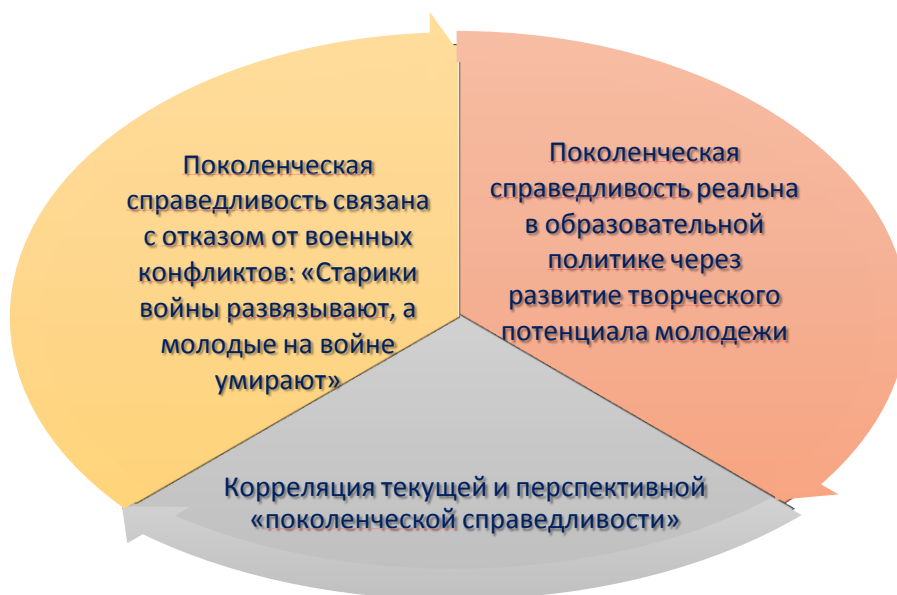 Поколенческая
справедливость связана
с отказом от военных
конфликтов: «Старики
войны развязывают, а
молодые на войне
умирают»
Поколенческая
справедливость реальна
в образовательной
политике через
развитие творческого
потенциала молодежи
Корреляция текущей и перспективной
«поколенческой справедливости»